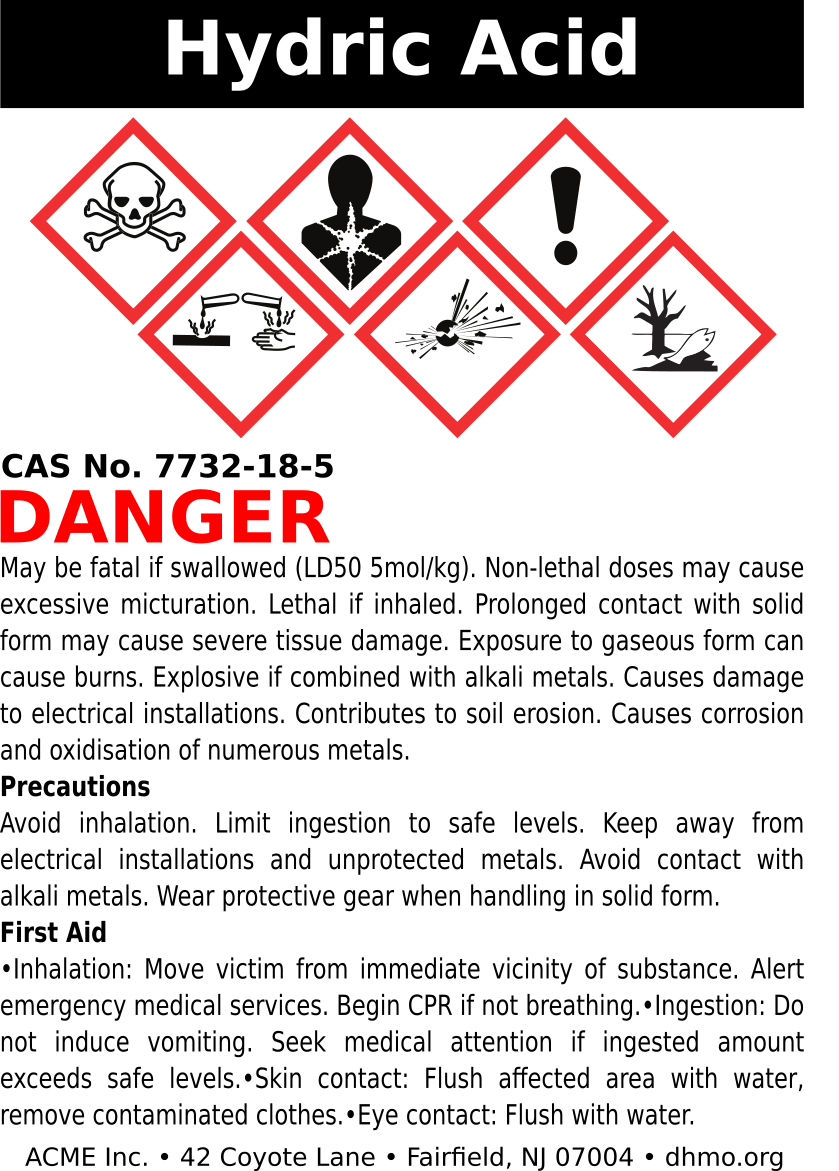 Hydric Acid
CAS No. 7732-18-5
DANGER
May be fatal if swallowed (LD50 5mol/kg). Non-lethal doses may cause
excessive micturation. Lethal if inhaled. Prolonged contact with solid
form may cause severe tissue damage. Exposure to gaseous form can
cause burns. Explosive if combined with alkali metals. Causes damage
to electrical installations. Contributes to soil erosion. Causes corrosion
and oxidisation of numerous metals.
Precautions
Avoid inhalation. Limit ingestion to safe levels. Keep away from
electrical installations and unprotected metals. Avoid contact with
alkali metals. Wear protective gear when handling in solid form.
First Aid
•Inhalation: Move victim from immediate vicinity of substance. Alert
emergency medical services. Begin CPR if not breathing.•Ingestion: Do
not induce vomiting. Seek medical attention if ingested amount
exceeds safe levels.•Skin contact: Flush affected area with water,
remove contaminated clothes.•Eye contact: Flush with water.
ACME Inc. • 42 Coyote Lane • Fairfield, NJ 07004 • dhmo.org